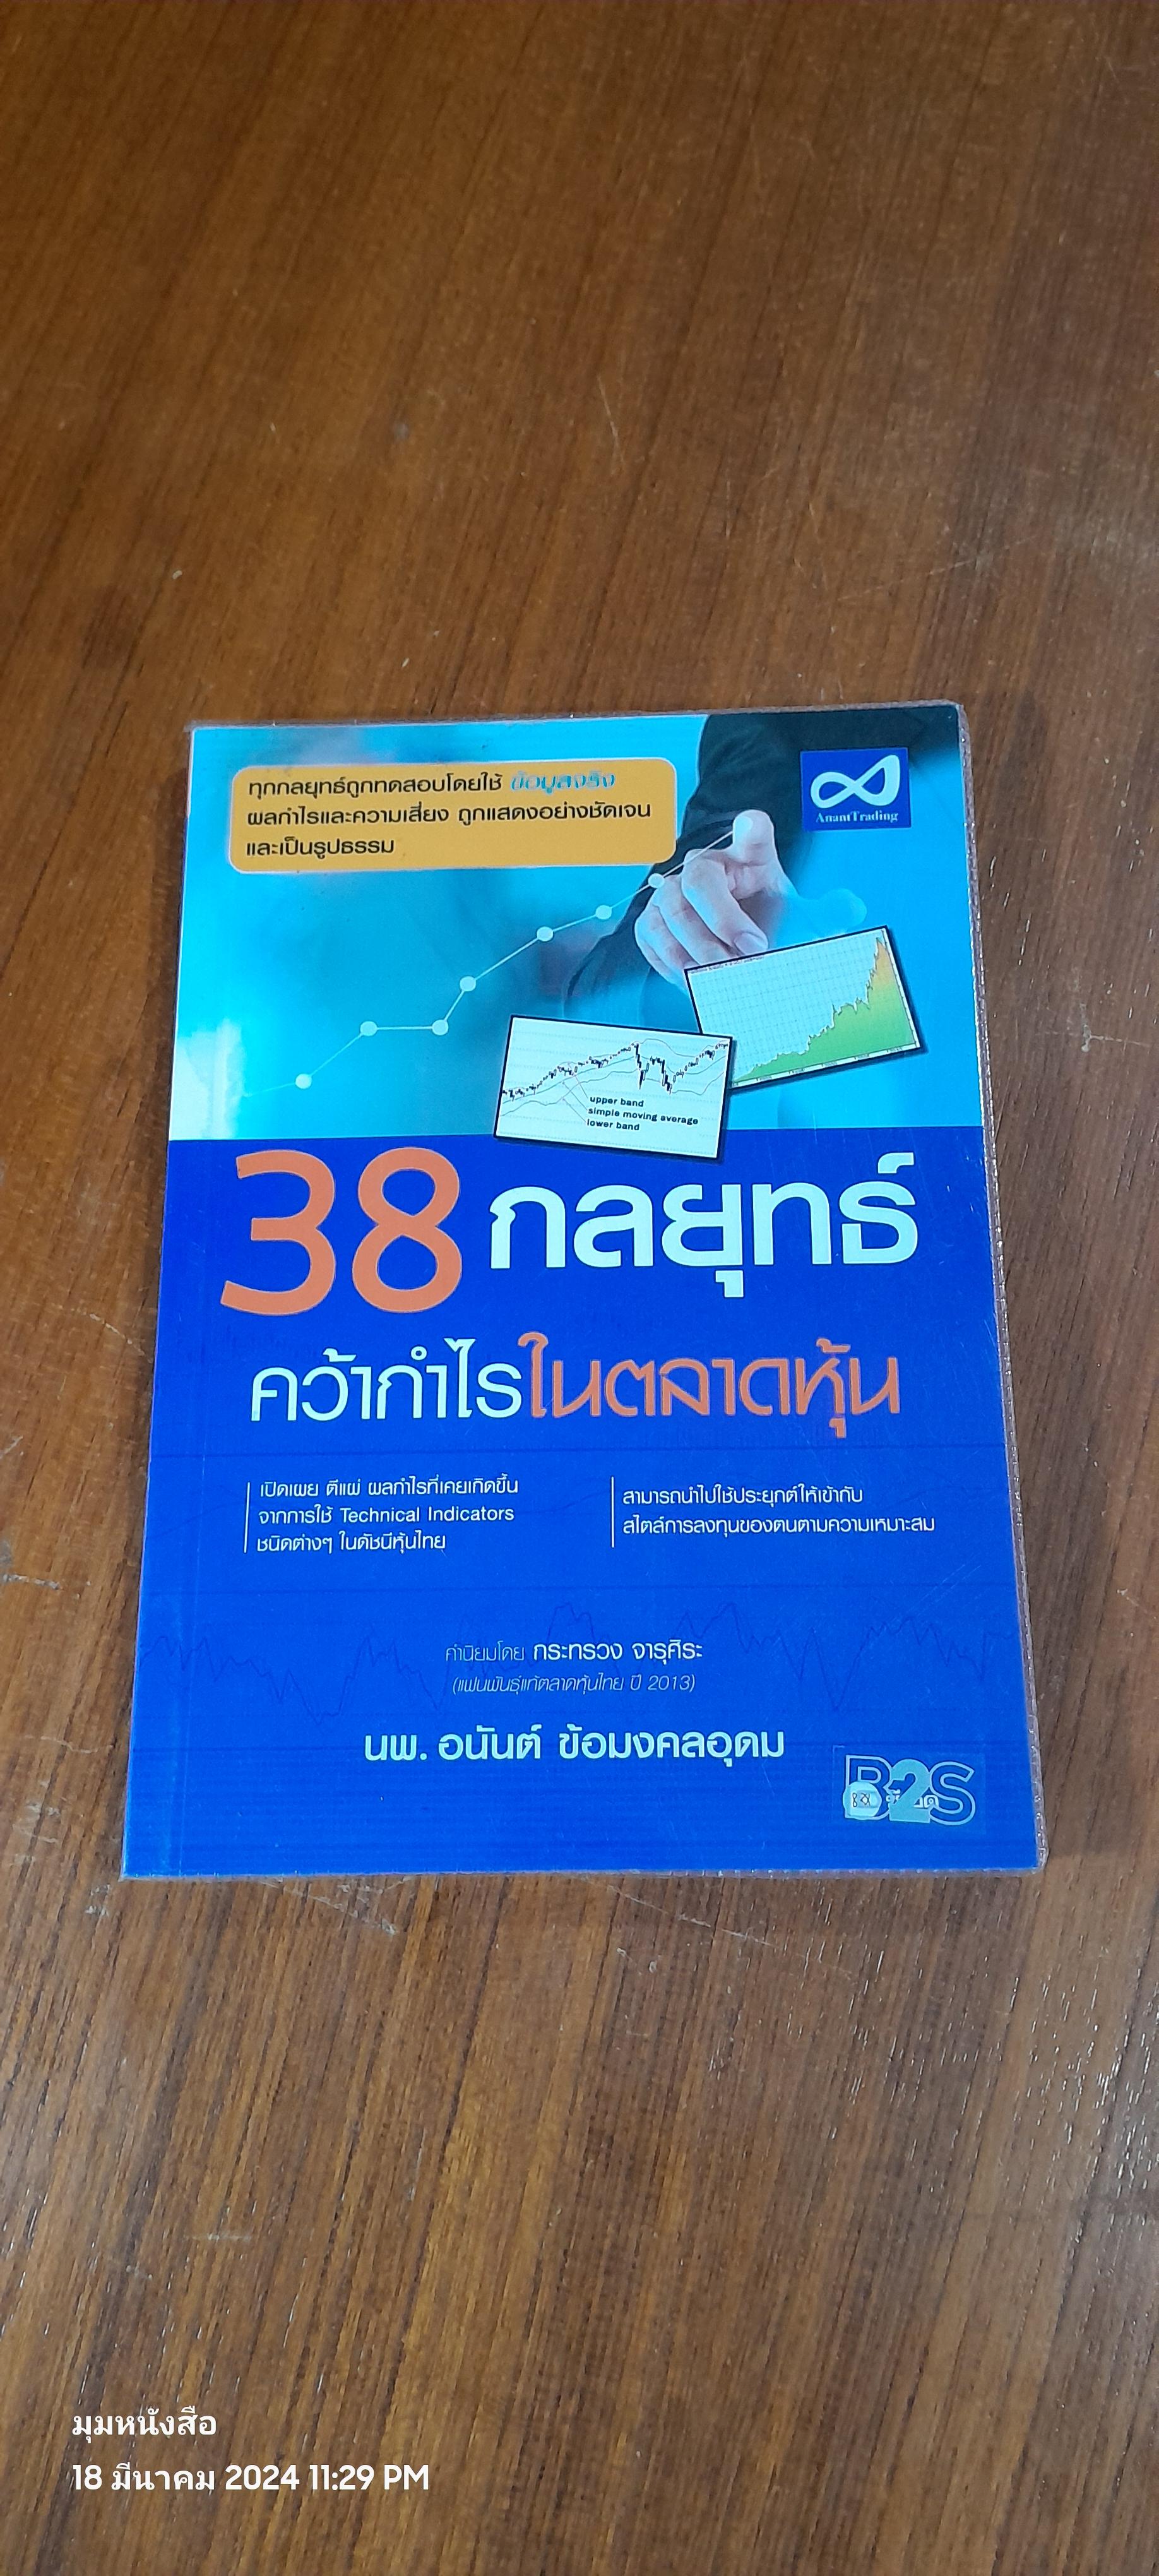 ทุกกลยุทธ์ถูกทดสอบโดยใช้ ข้อมูลจริง
ผลกำไรและความเสี่ยง ถูกแสดงอย่างชัดเจน
และเป็นรูปธรรม
AnantTrading
upper band
simple moving average
lower band
38 กลยุทธ์
คว้ากำไรในตลาดหุ้น
เปิดเผย ตีแผ่ ผลกำไรที่เคยเกิดขึ้น
จากการใช้ Technical Indicators
ชนิดต่างๆ ในดัชนีหุ้นไทย
สามารถนำไปใช้ประยุกต์ให้เข้ากับ
สไตล์การลงทุนของตนตามความเหมาะสม
คำนิยมโดย กระทรวง จารุศิระ
(แฟนพันธุ์แท้ตลาดหุ้นไทย ปี 2013)
นพ. อนันต์ ข้อมงคลอุดม
B2S
มุมหนังสือ
18 มีนาคม 2024 11:29 PM